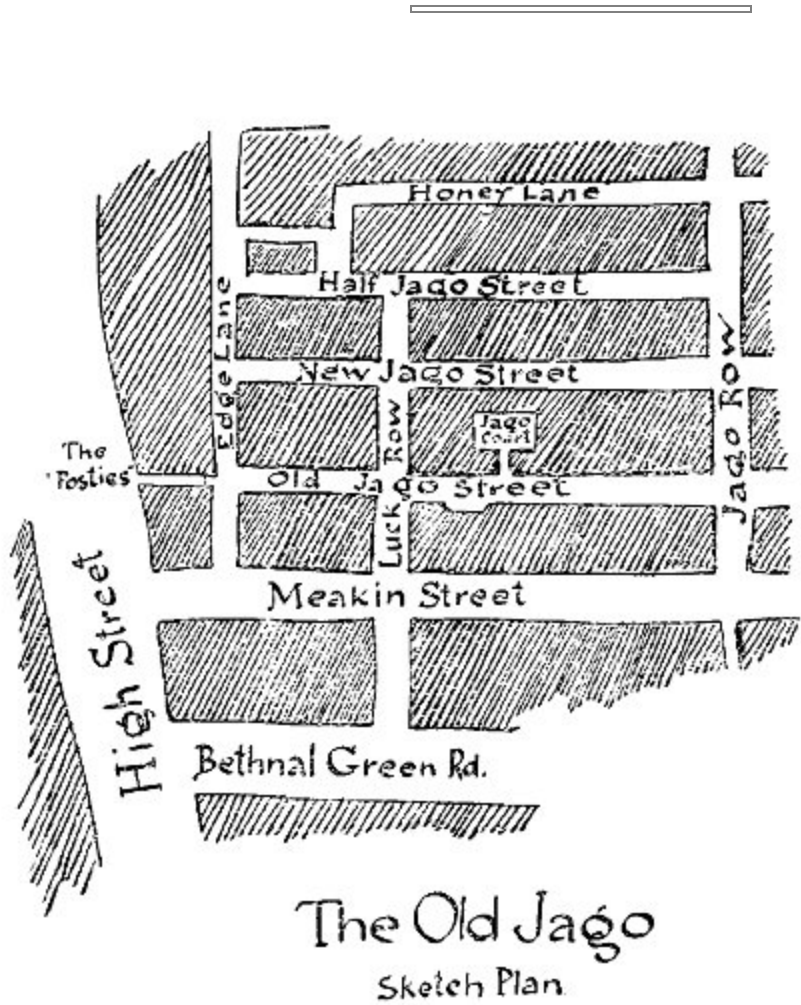 Honey Lane
Half Jago Street
Edge Lane
New Jago Street
Jago Row
Jago
Court
Luck Row
The
'Posties'
Old Jago Street
Meakin Street
High Street
Bethnal Green Rd.
The Old Jago
Sketch Plan